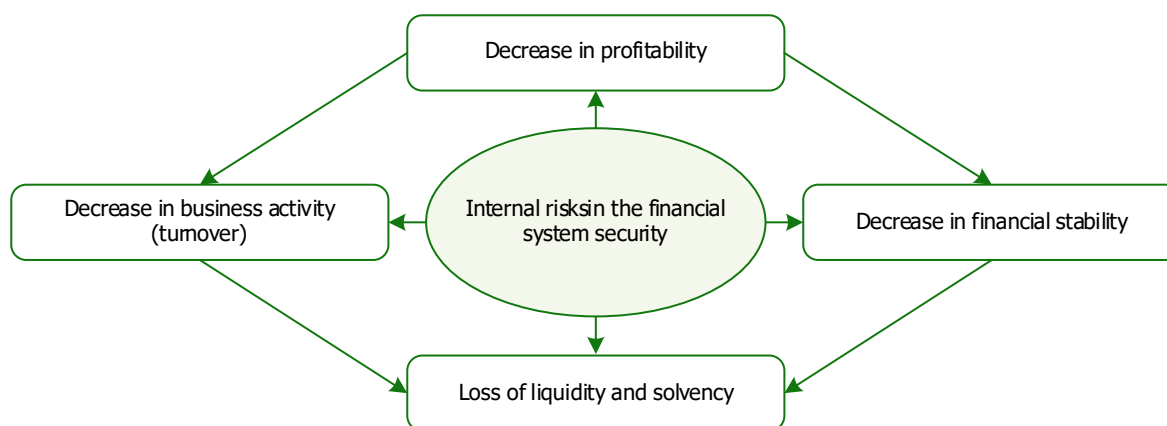 Decrease in profitability
Decrease in business activity
(turnover)
Internal risksin the financial
system security
Decrease in financial stability
Loss of liquidity and solvency